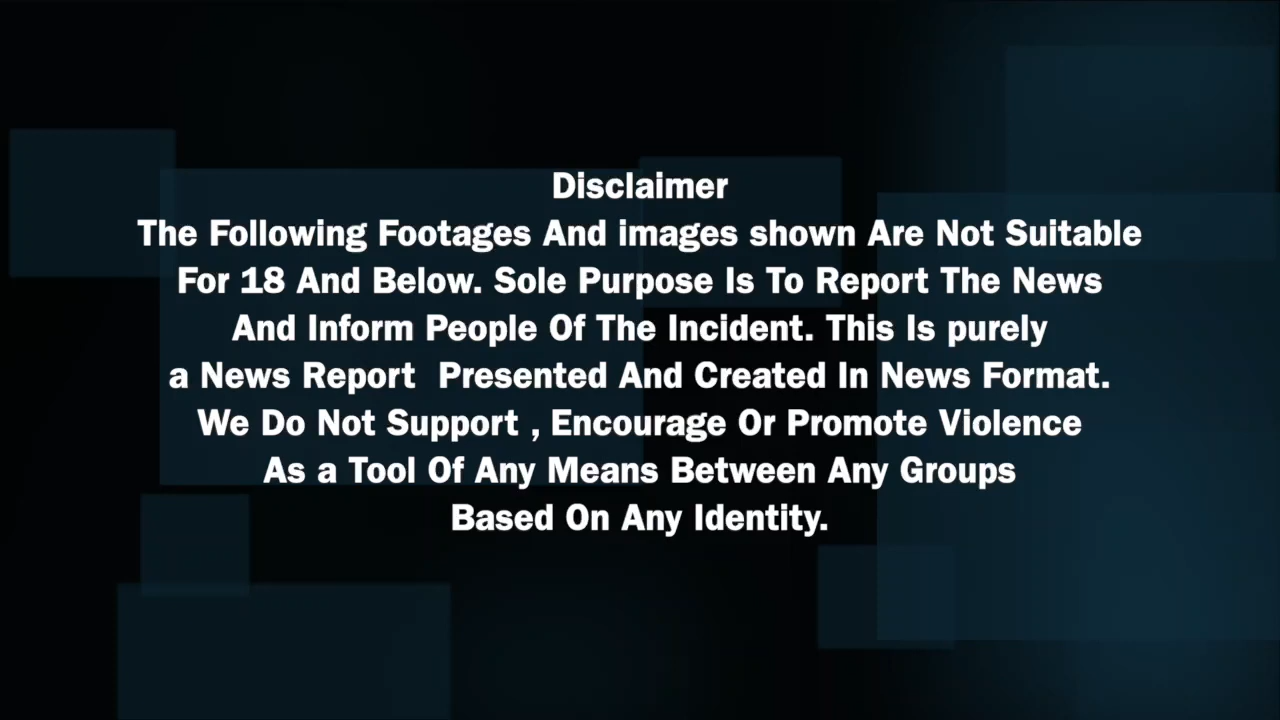 Disclaimer
The Following Footages And images shown Are Not Suitable
For 18 And Below. Sole Purpose Is To Report The News
And Inform People Of The Incident. This Is purely
a News Report  Presented And Created In News Format.
We Do Not Support , Encourage Or Promote Violence
As a Tool Of Any Means Between Any Groups
Based On Any Identity.